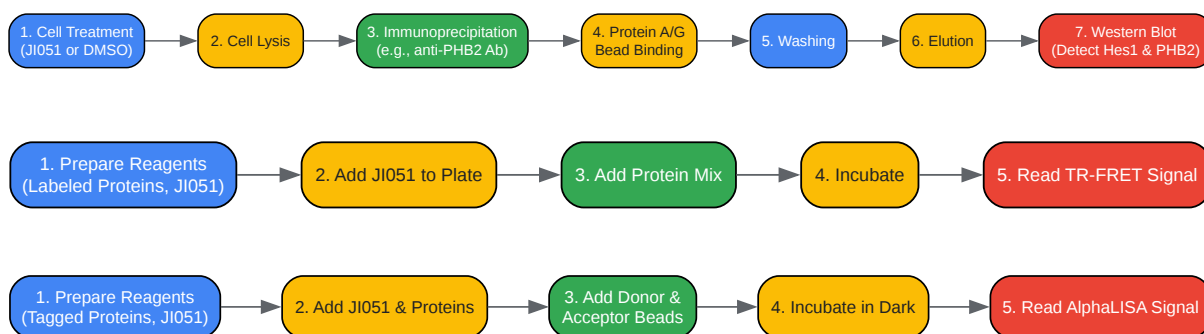 1. Cell Treatment
(JI051 or DMSO)
2. Cell Lysis
3. Immunoprecipitation
(e.g., anti-PHB2 Ab)
4. Protein A/G
Bead Binding
5. Washing
6. Elution
7. Western Blot
(Detect Hes1 & PHB2)
1. Prepare Reagents
(Labeled Proteins, JI051)
2. Add JI051 to Plate
3. Add Protein Mix
4. Incubate
5. Read TR-FRET Signal
1. Prepare Reagents
(Tagged Proteins, JI051)
2. Add JI051 & Proteins
3. Add Donor &
Acceptor Beads
4. Incubate in Dark
5. Read AlphaLISA Signal